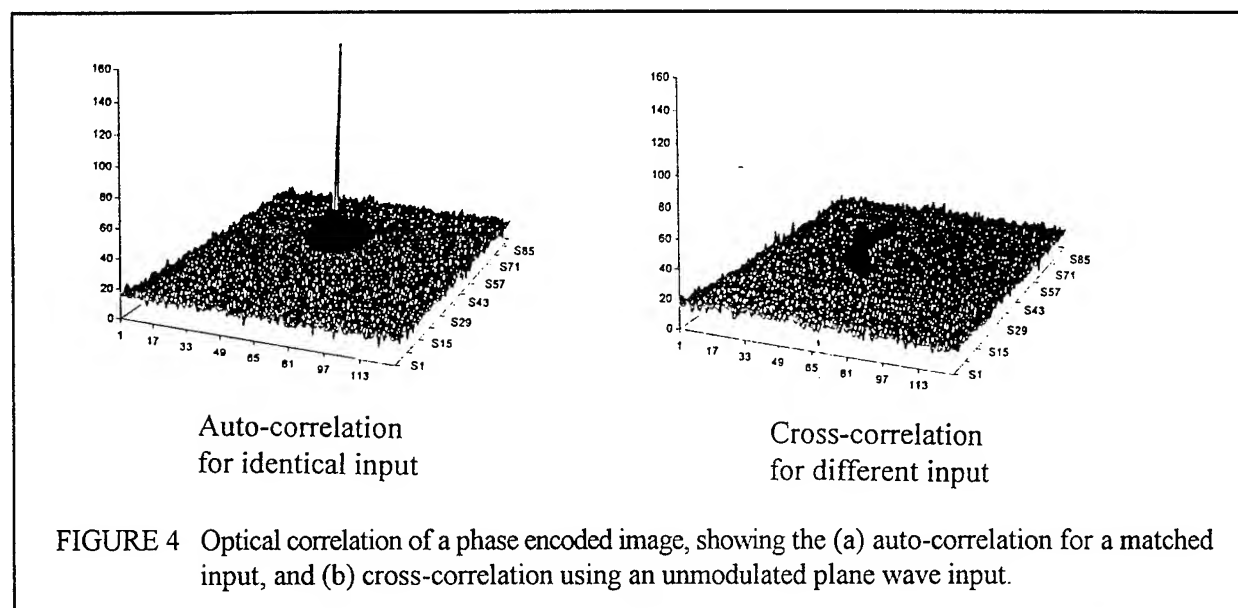 160
140
120
100
80
60
40
20
0
1 17 33 49 65 81 97 113
S1 S15 S29 S43 S57 S71 S85
160
140
120
100
80
60
40
20
0
1 17 33 49 65 81 97 113
S1 S15 S29 S43 S57 S71 S85
Auto-correlation
for identical input
Cross-correlation
for different input
FIGURE 4 Optical correlation of a phase encoded image, showing the (a) auto-correlation for a matched
input, and (b) cross-correlation using an unmodulated plane wave input.